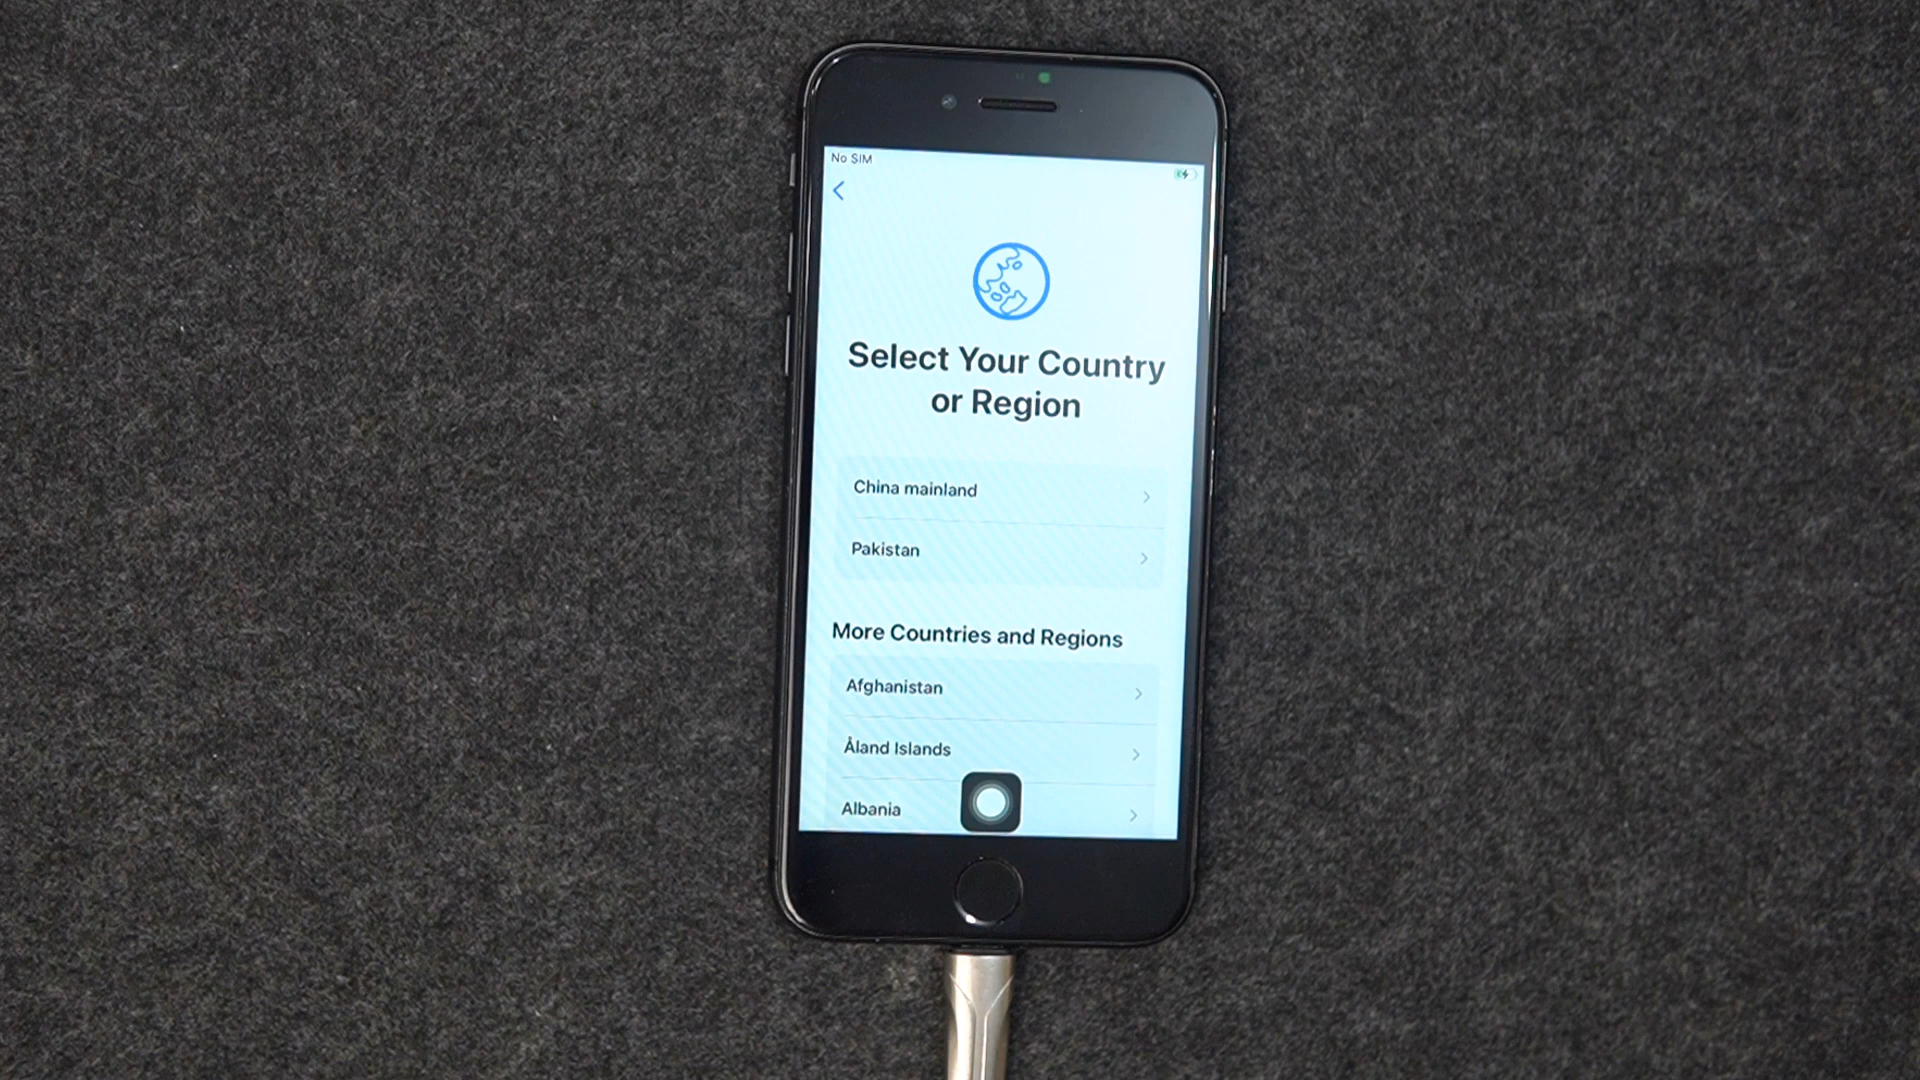 No SIM
Select Your Country
or Region
China mainland
Pakistan
More Countries and Regions
Afghanistan
Åland Islands
Albania